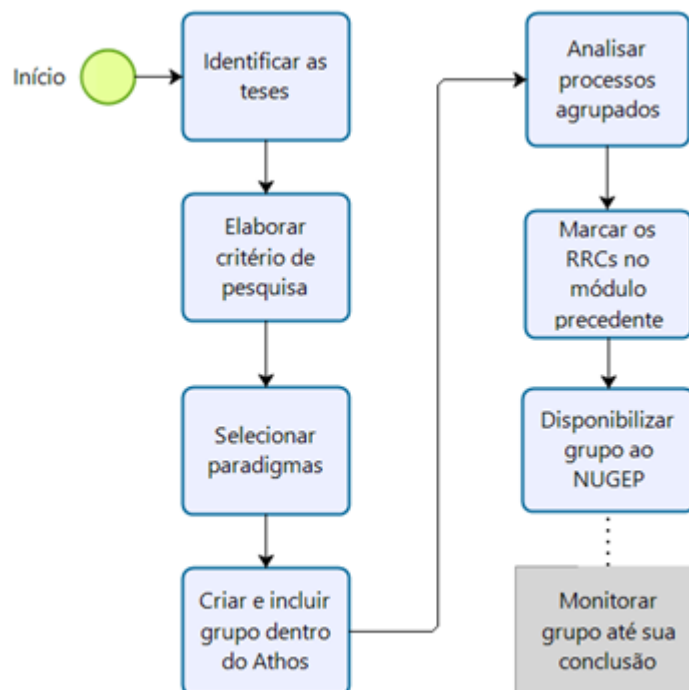 Início
Identificar as
teses
Elaborar
critério de
pesquisa
Selecionar
paradigmas
Criar e incluir
grupo dentro
do Athos
Analisar
processos
agrupados
Marcar os
RRCs no
módulo
precedente
Disponibilizar
grupo ao
NUGEP
Monitorar
grupo até sua
conclusão